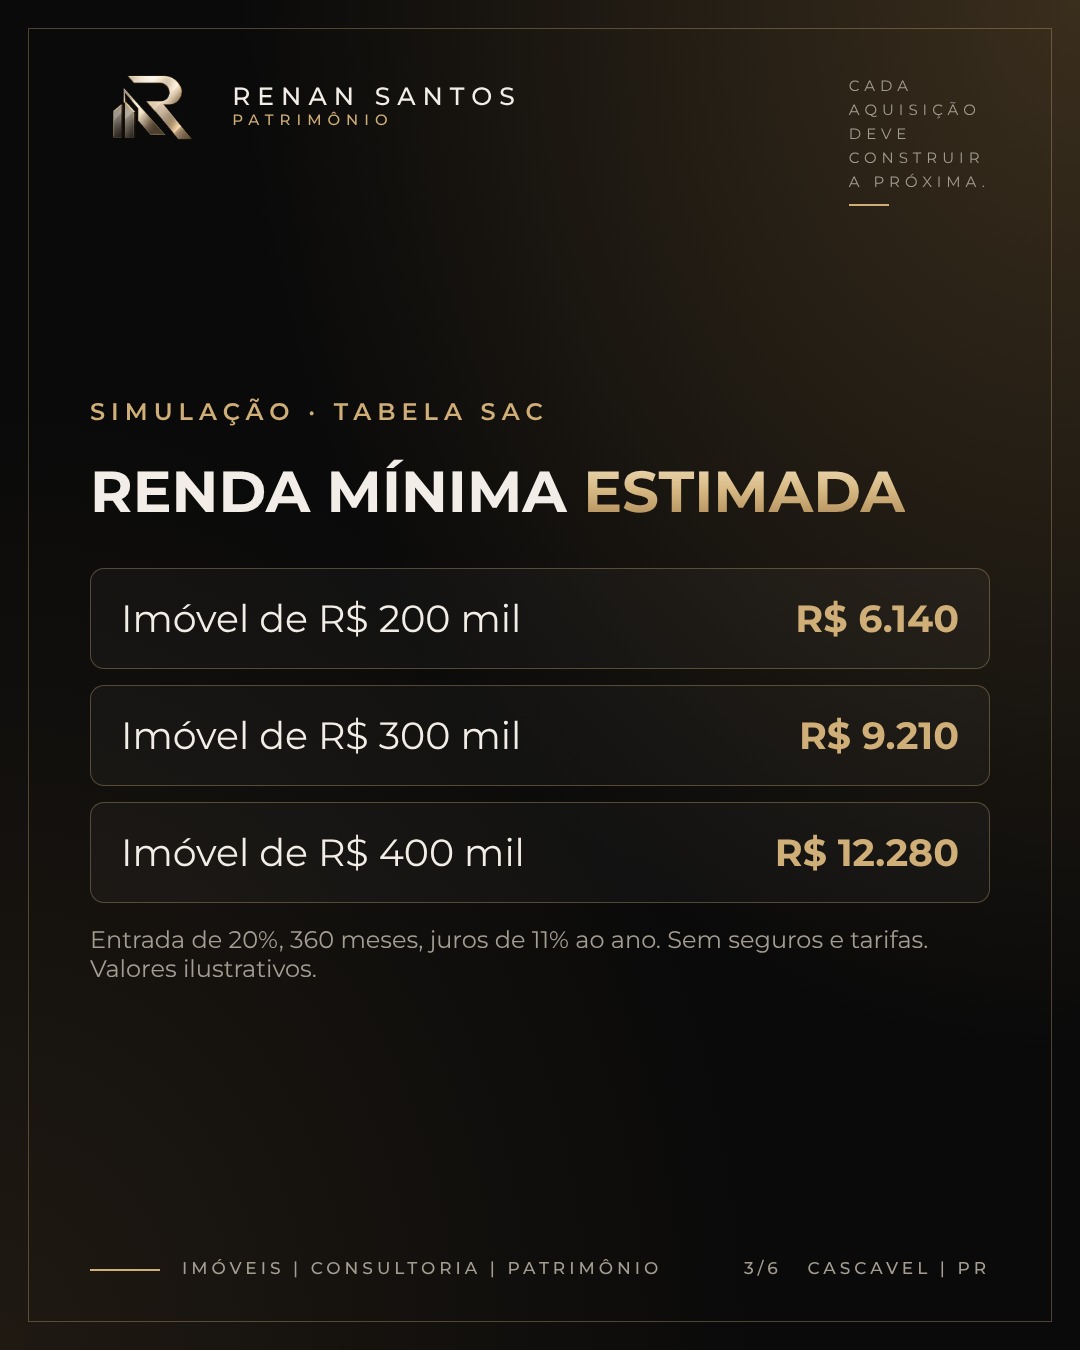 RENAN SANTOS
PATRIMÔNIO
CADA
AQUISIÇÃO
DEVE
CONSTRUIR
A PRÓXIMA.
SIMULAÇÃO · TABELA SAC
RENDA MÍNIMA ESTIMADA
Imóvel de R$ 200 mil R$ 6.140
Imóvel de R$ 300 mil R$ 9.210
Imóvel de R$ 400 mil R$ 12.280
Entrada de 20%, 360 meses, juros de 11% ao ano. Sem seguros e tarifas.
Valores ilustrativos.
IMÓVEIS | CONSULTORIA | PATRIMÔNIO 3/6 CASCAVEL | PR